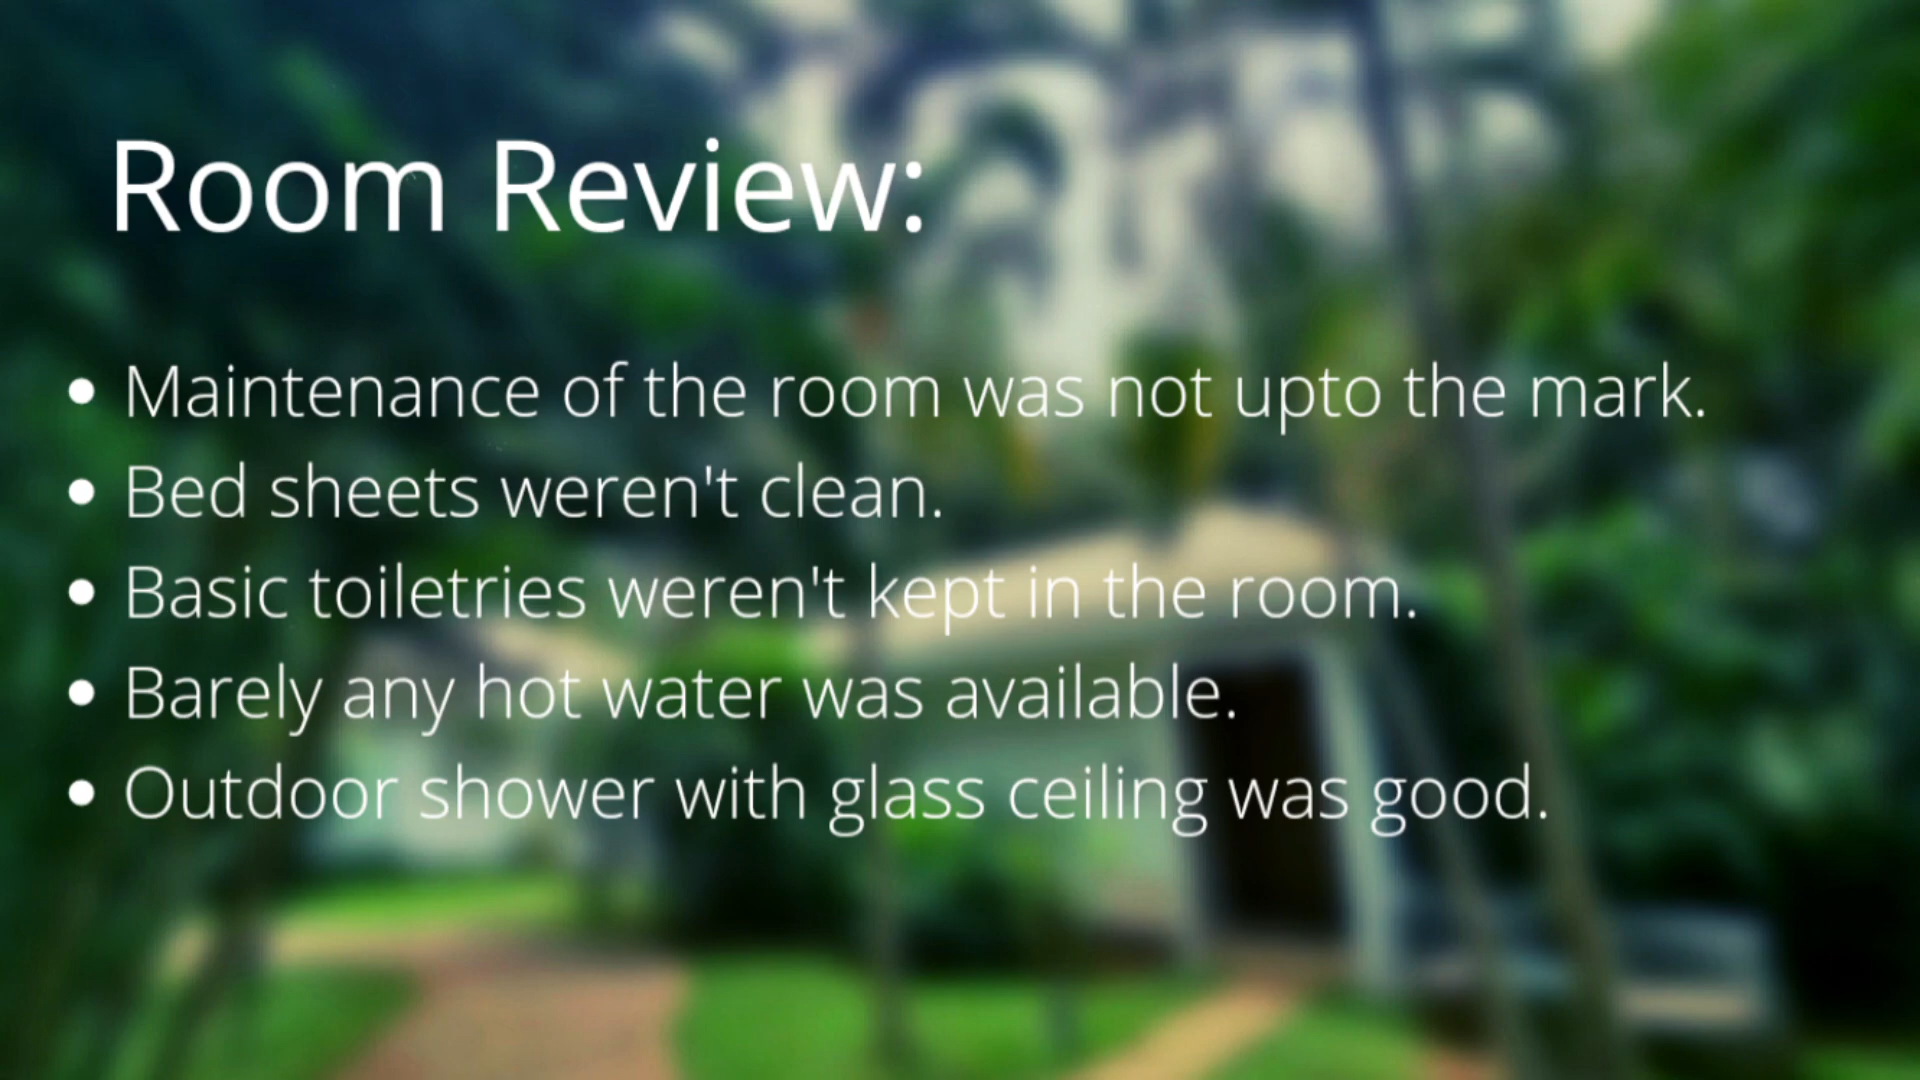 Room Review:
• Maintenance of the room was not upto the mark.
• Bed sheets weren't clean.
• Basic toiletries weren't kept in the room.
• Barely any hot water was available.
• Outdoor shower with glass ceiling was good.